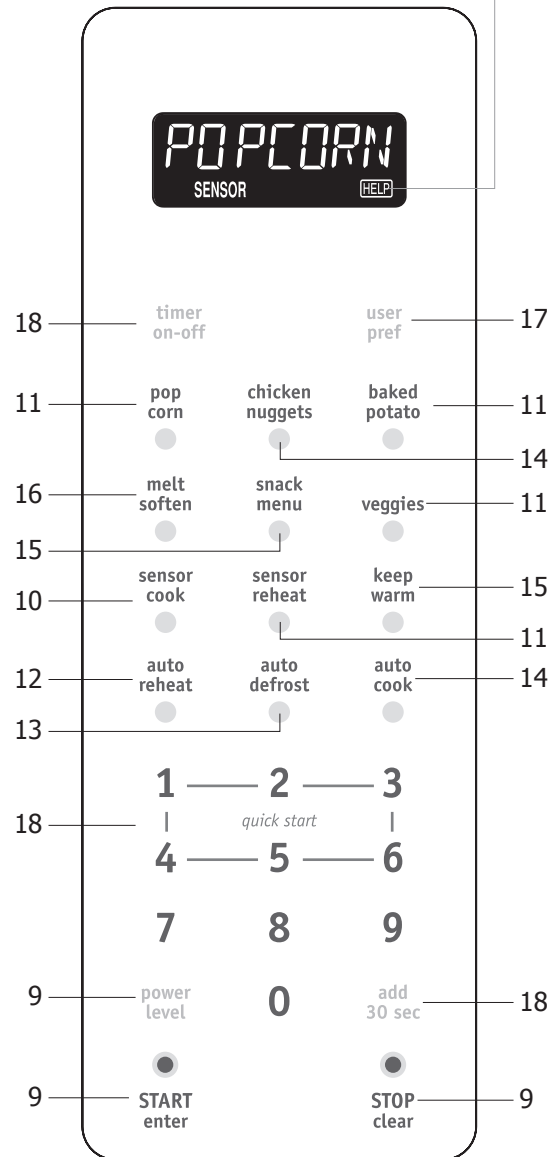 POPCORN
SENSOR HELP
timer on-off
user pref
18
17
pop corn
chicken nuggets
baked potato
11
11
14
melt soften
snack menu
veggies
16
11
15
sensor cook
sensor reheat
keep warm
10
15
11
auto reheat
auto defrost
auto cook
12
14
13
1 2 3
18
quick start
4 5 6
7 8 9
9
power level
0
add 30 sec
18
9
START enter
STOP clear
9